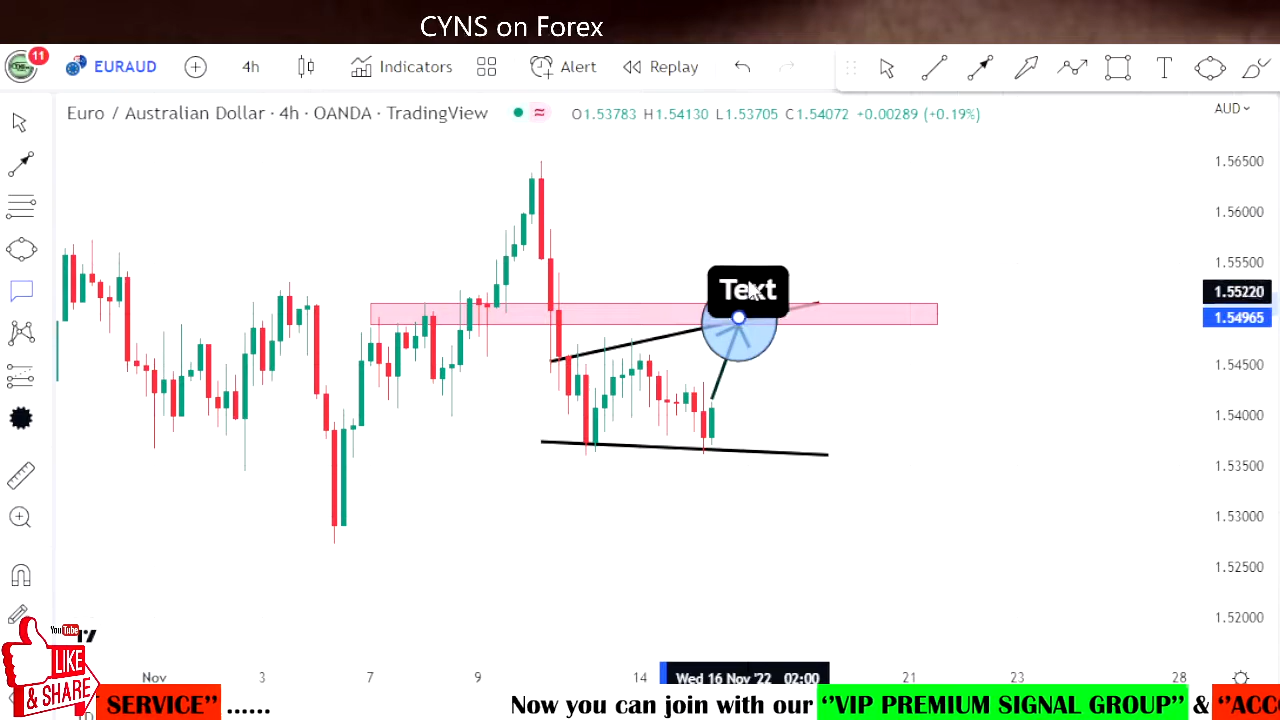 CYNS on Forex
11
EURAUD
4h
Indicators
Alert
Replay
Euro / Australian Dollar · 4h · OANDA · TradingView
O1.53783 H1.54130 L1.53705 C1.54072 +0.00289 (+0.19%)
AUD
1.56500
1.56000
1.55500
1.55220
1.54965
1.54500
1.54000
1.53500
1.53000
1.52500
1.52000
Text
Nov
3
7
9
14
Wed 16 Nov '22 02:00
21
23
28
YouTube
LIKE
& SHARE
SERVICE" ...... Now you can join with our "VIP PREMIUM SIGNAL GROUP" &